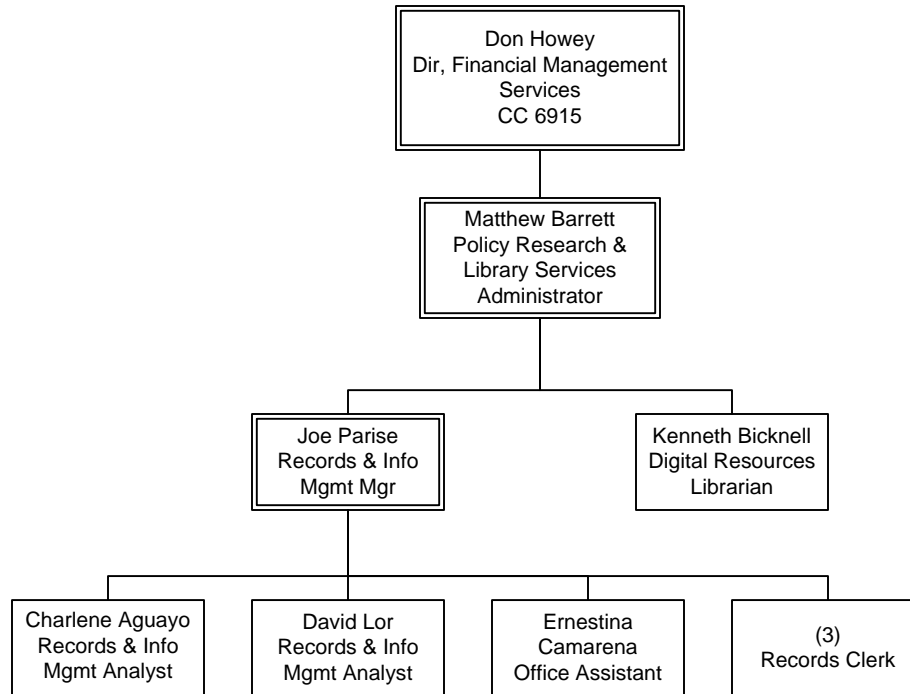 Don Howey
Dir, Financial Management
Services
CC 6915
Matthew Barrett
Policy Research &
Library Services
Administrator
Joe Parise
Records & Info
Mgmt Mgr
Kenneth Bicknell
Digital Resources
Librarian
Charlene Aguayo
Records & Info
Mgmt Analyst
David Lor
Records & Info
Mgmt Analyst
Ernestina
Camarena
Office Assistant
(3)
Records Clerk